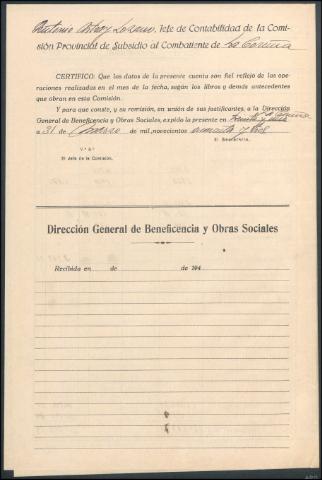 Antonio Lozano, Jefe de Contabilidad de la Comi-
sión Provincial de Subsidio al Combatiente de La Coruña
CERTIFICO: Que los datos de la presente cuenta son fiel reflejo de las ope-
raciones realizadas en el mes de la fecha, según los libros y demás antecedentes
que obran en esta Comisión.
Y para que conste, y su remisión, en unión de sus justificantes, a la Dirección
General de Beneficencia y Obras Sociales, expido la presente en La Coruña
a 31 de Marzo de mil novecientos cuarenta y tres
V.º B.º
El Secretario,
El Jefe de la Comisión,
Dirección General de Beneficencia y Obras Sociales
Recibida en de de 194